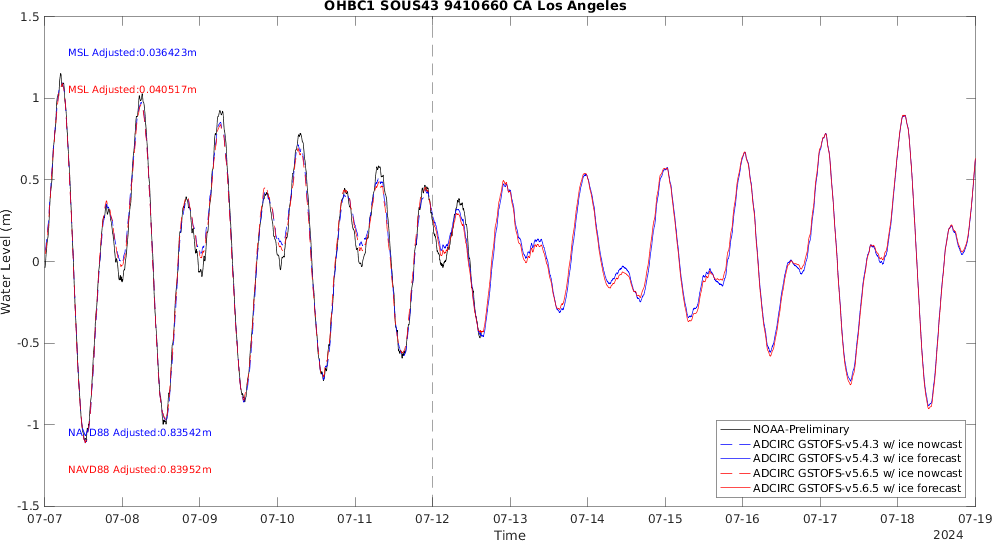 OHBC1 SOUS43 9410660 CA Los Angeles
1.5
1
0.5
0
-0.5
-1
-1.5
Water Level (m)
MSL Adjusted:0.036423m
MSL Adjusted:0.040517m
NAVD88 Adjusted:0.83542m
NAVD88 Adjusted:0.83952m
NOAA-Preliminary
ADCIRC GSTOFS-v5.4.3 w/ ice nowcast
ADCIRC GSTOFS-v5.4.3 w/ ice forecast
ADCIRC GSTOFS-v5.6.5 w/ ice nowcast
ADCIRC GSTOFS-v5.6.5 w/ ice forecast
07-07 07-08 07-09 07-10 07-11 07-12 07-13 07-14 07-15 07-16 07-17 07-18 07-19
Time
2024